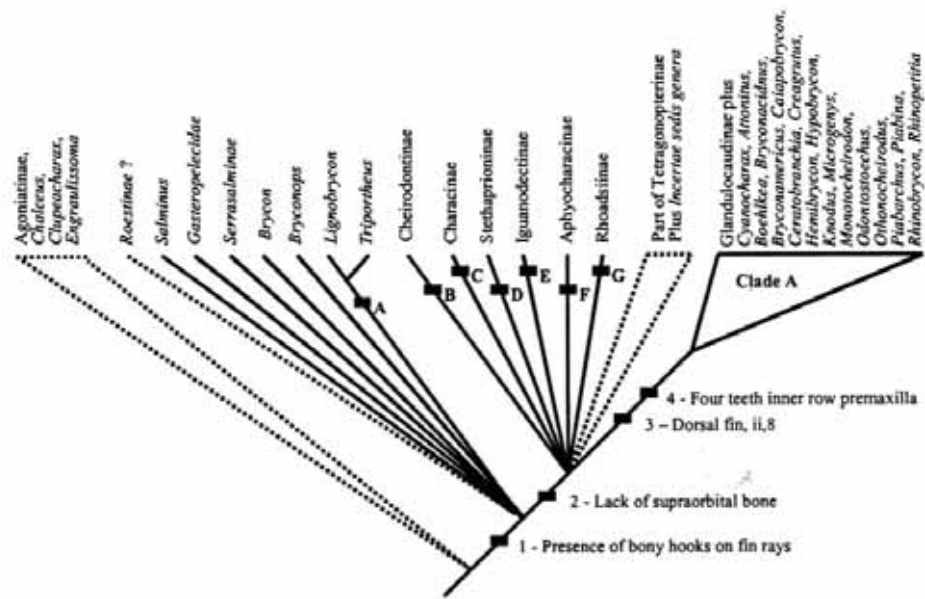 Agoniatinae,
Chalceus,
Clupeacharax,
Engraulissoma
Roestinae ?
Salminus
Gasteropelecidae
Serrasalminae
Brycon
Bryconops
Lignobrycon
Triportheus
Cheirodontinae
Characinae
Stethaprioninae
Iguanodectinae
Aphyocharacinae
Rhoadsiinae
Part of Tetragonopterinae
Plus Incertae sedis genera
Glandulocaudinae plus
Cyanocharax, Attonitus,
Boehlkea, Bryconacidnus,
Bryconamericus, Caiapobrycon,
Ceratobranchia, Creagrutus,
Hemibrycon, Hypobrycon,
Knodus, Microgenys,
Monotocheirodon,
Odontostoechus,
Othonocheirodus,
Piabarchus, Piabina,
Rhinobrycon, Rhinopetitia
Clade A
A
B
C
D
E
F
G
4 - Four teeth inner row premaxilla
3 – Dorsal fin, ii,8
2 - Lack of supraorbital bone
1 - Presence of bony hooks on fin rays